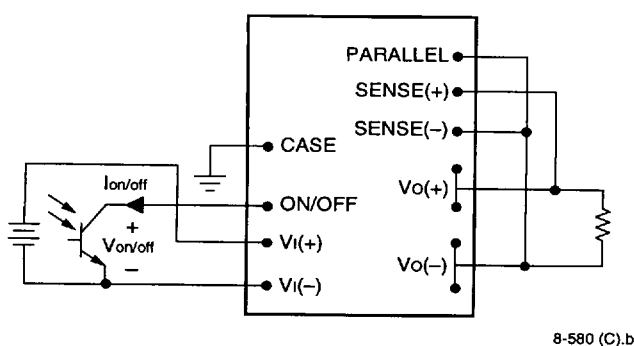 PARALLEL
SENSE(+)
SENSE(–)
CASE
Ion/off
ON/OFF
VO(+)
+
Von/off
–
VI(+)
VO(–)
VI(–)
8-580 (C).b